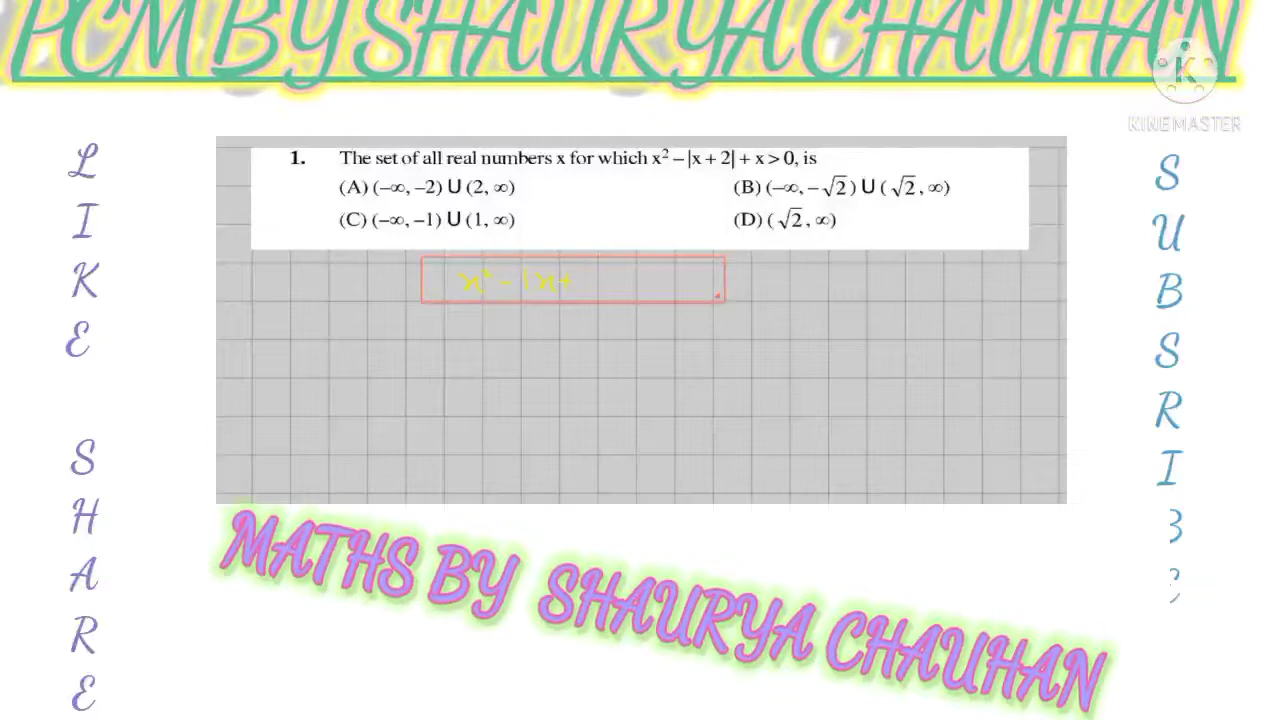 PCM BY SHAURYA CHAUHAN
K
KINEMASTER
L
I
K
E
S
H
A
R
E
1. The set of all real numbers x for which x² – |x + 2| + x > 0, is
(A) (–∞, –2) ∪ (2, ∞) (B) (–∞, –√2) ∪ (√2, ∞)
(C) (–∞, –1) ∪ (1, ∞) (D) (√2, ∞)
x² - |x+
S
U
B
S
R
I
B
MATHS BY SHAURYA CHAUHAN